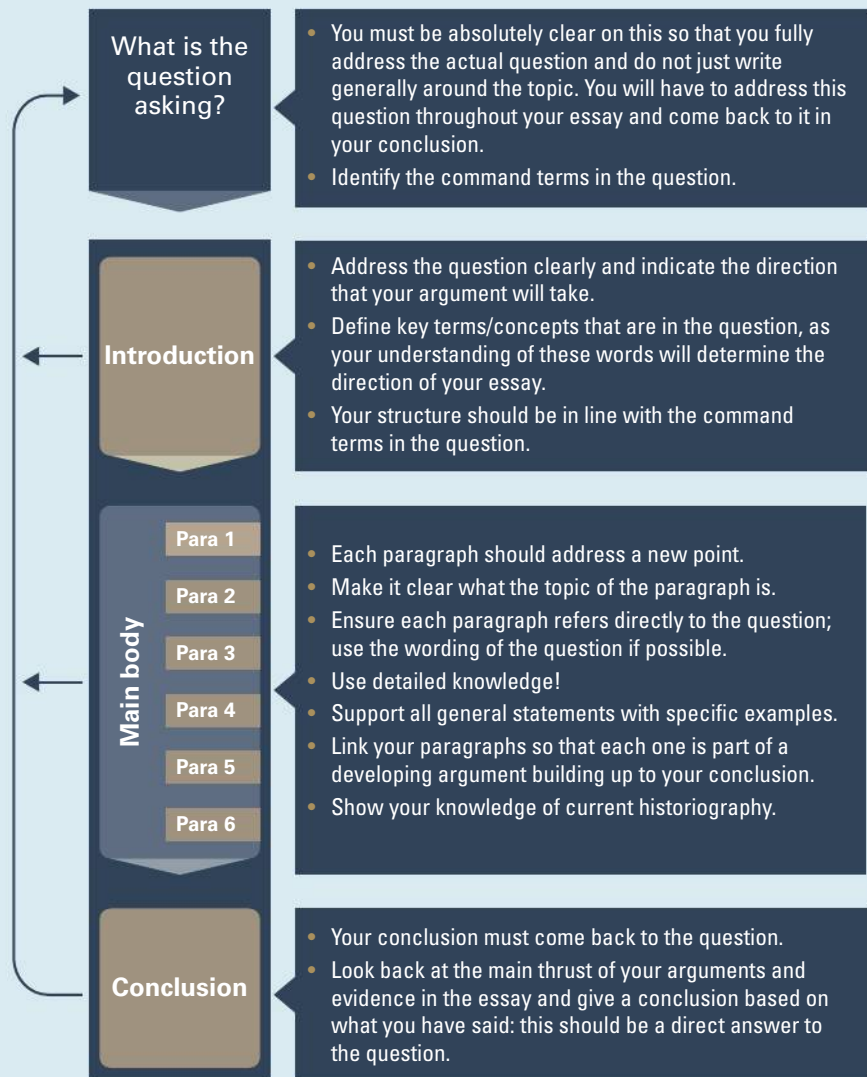 What is the
question
asking?
• You must be absolutely clear on this so that you fully
address the actual question and do not just write
generally around the topic. You will have to address this
question throughout your essay and come back to it in
your conclusion.
• Identify the command terms in the question.
Introduction
• Address the question clearly and indicate the direction
that your argument will take.
• Define key terms/concepts that are in the question, as
your understanding of these words will determine the
direction of your essay.
• Your structure should be in line with the command
terms in the question.
Main body
Para 1
Para 2
Para 3
Para 4
Para 5
Para 6
• Each paragraph should address a new point.
• Make it clear what the topic of the paragraph is.
• Ensure each paragraph refers directly to the question;
use the wording of the question if possible.
• Use detailed knowledge!
• Support all general statements with specific examples.
• Link your paragraphs so that each one is part of a
developing argument building up to your conclusion.
• Show your knowledge of current historiography.
Conclusion
• Your conclusion must come back to the question.
• Look back at the main thrust of your arguments and
evidence in the essay and give a conclusion based on
what you have said: this should be a direct answer to
the question.